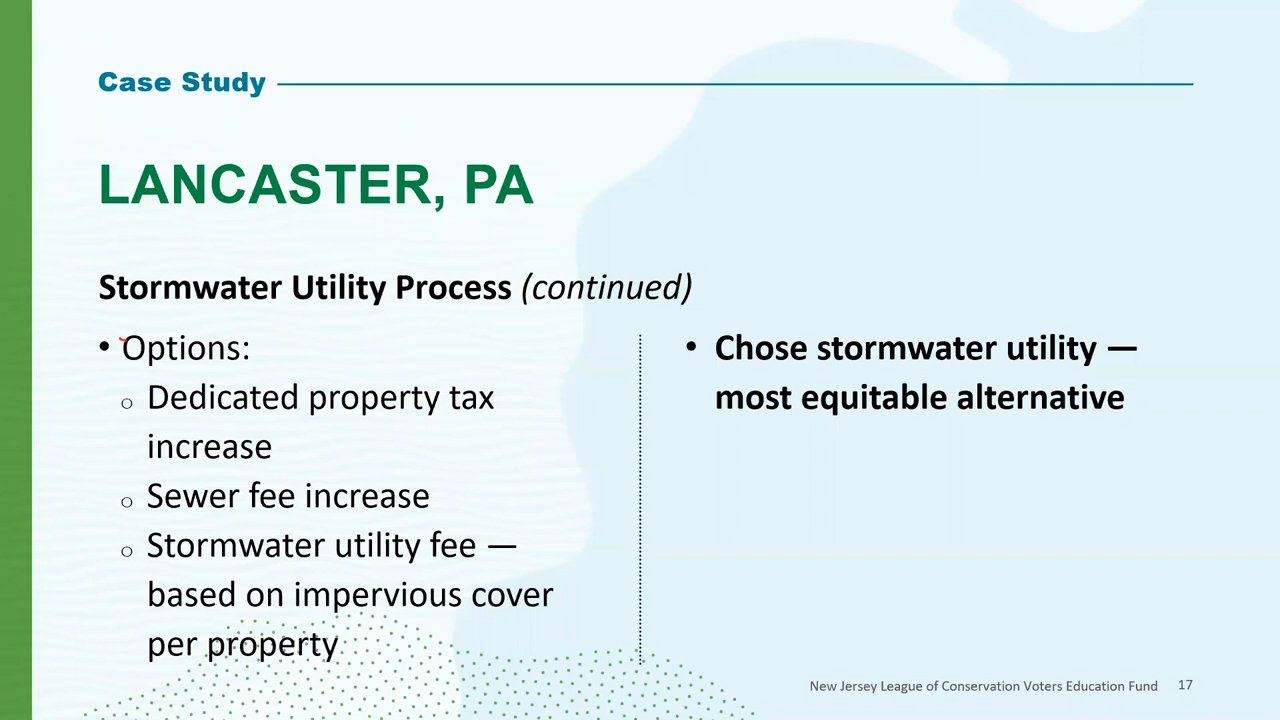 Case Study
LANCASTER, PA
Stormwater Utility Process (continued)
• Options:
o Dedicated property tax
increase
o Sewer fee increase
o Stormwater utility fee —
based on impervious cover
per property
• Chose stormwater utility —
most equitable alternative
New Jersey League of Conservation Voters Education Fund 17